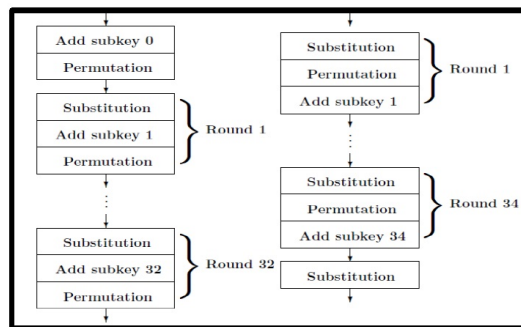 Add subkey 0
Permutation
Substitution
Add subkey 1
Permutation
Round 1
Substitution
Add subkey 32
Permutation
Round 32
Substitution
Permutation
Add subkey 1
Round 1
Substitution
Permutation
Add subkey 34
Round 34
Substitution